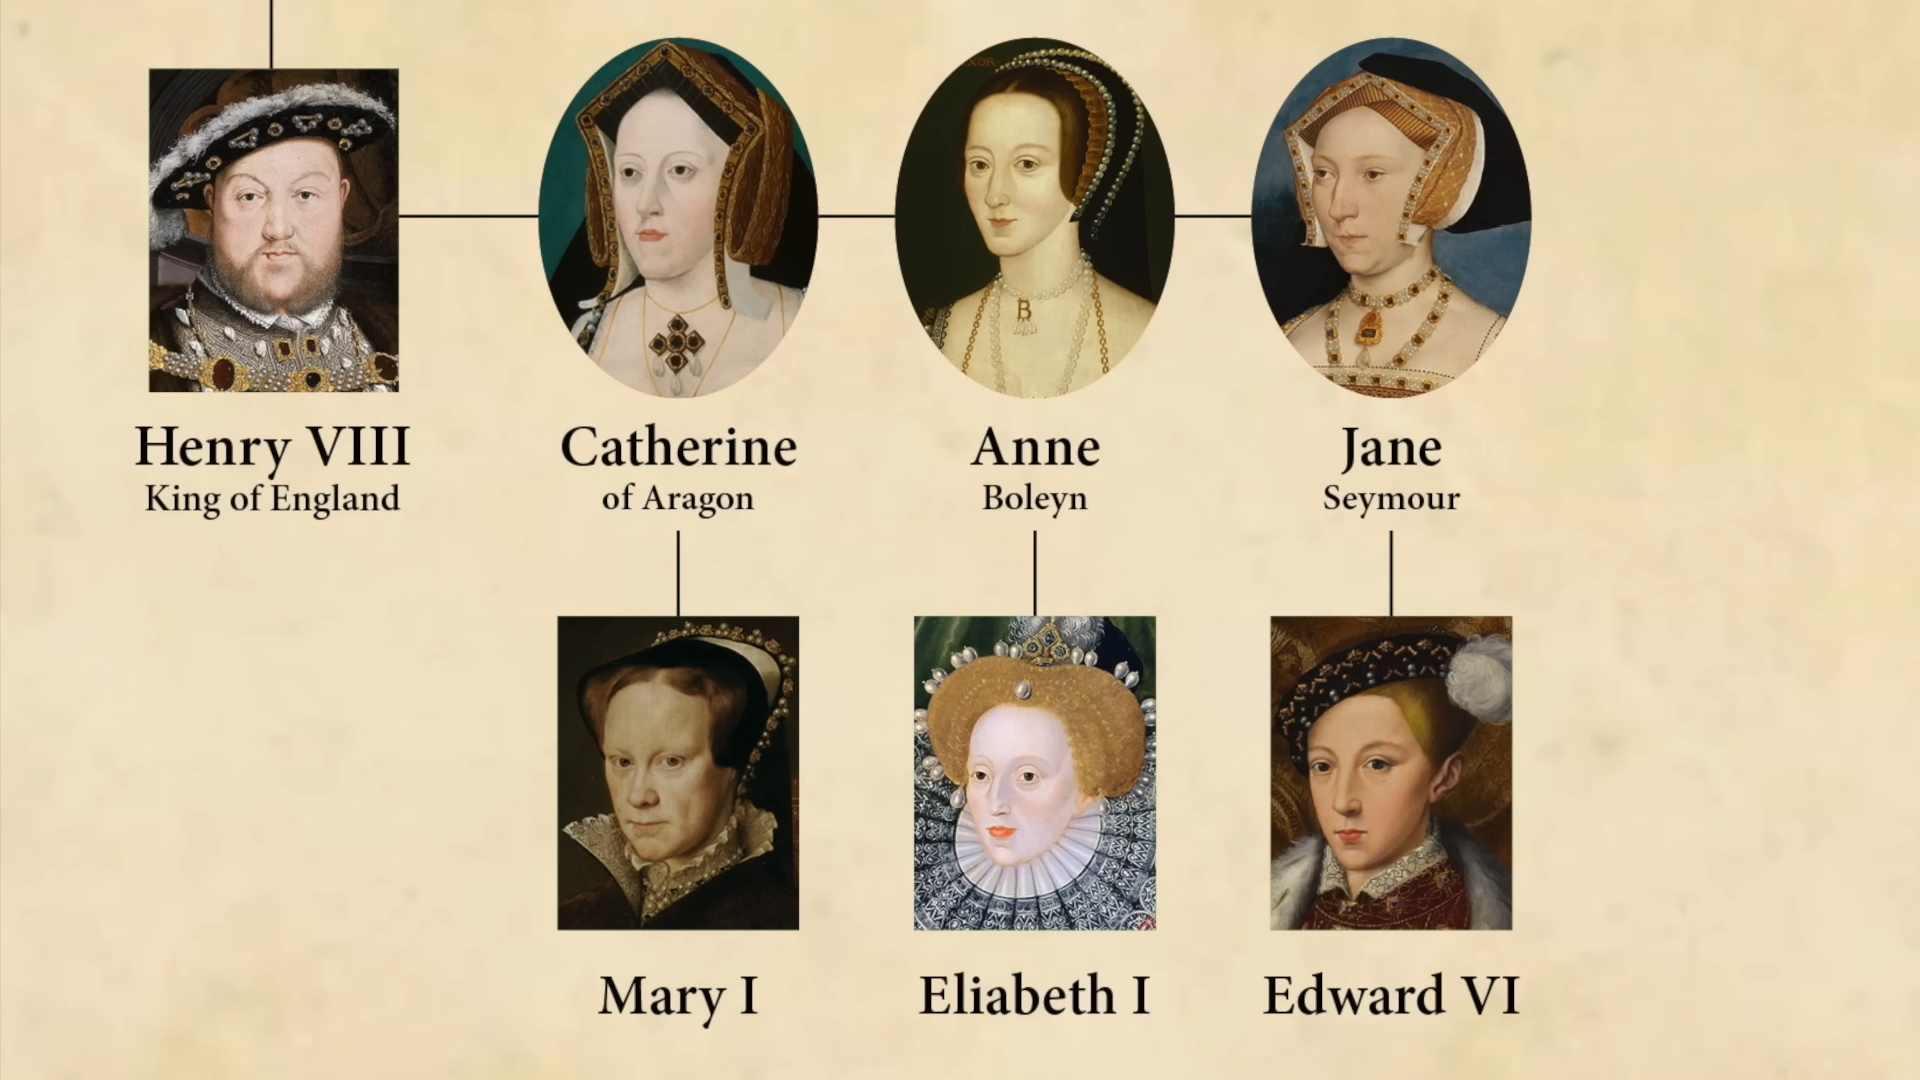 Henry VIII
King of England
Catherine
of Aragon
Anne
Boleyn
Jane
Seymour
Mary I
Eliabeth I
Edward VI
B